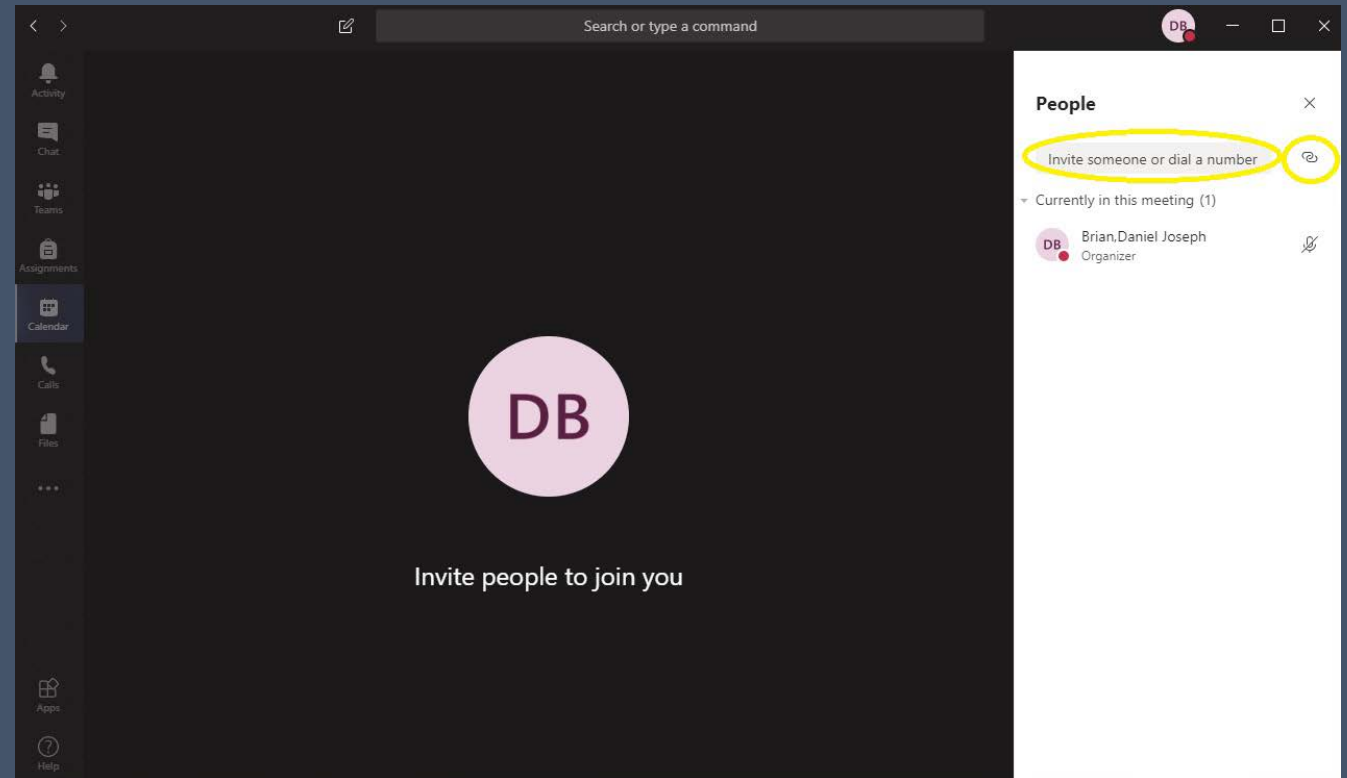 Search or type a command
DB
Activity
Chat
Teams
Assignments
Calendar
Calls
Files
Apps
Help
DB
Invite people to join you
People
Invite someone or dial a number
Currently in this meeting (1)
DB
Brian,Daniel Joseph
Organizer